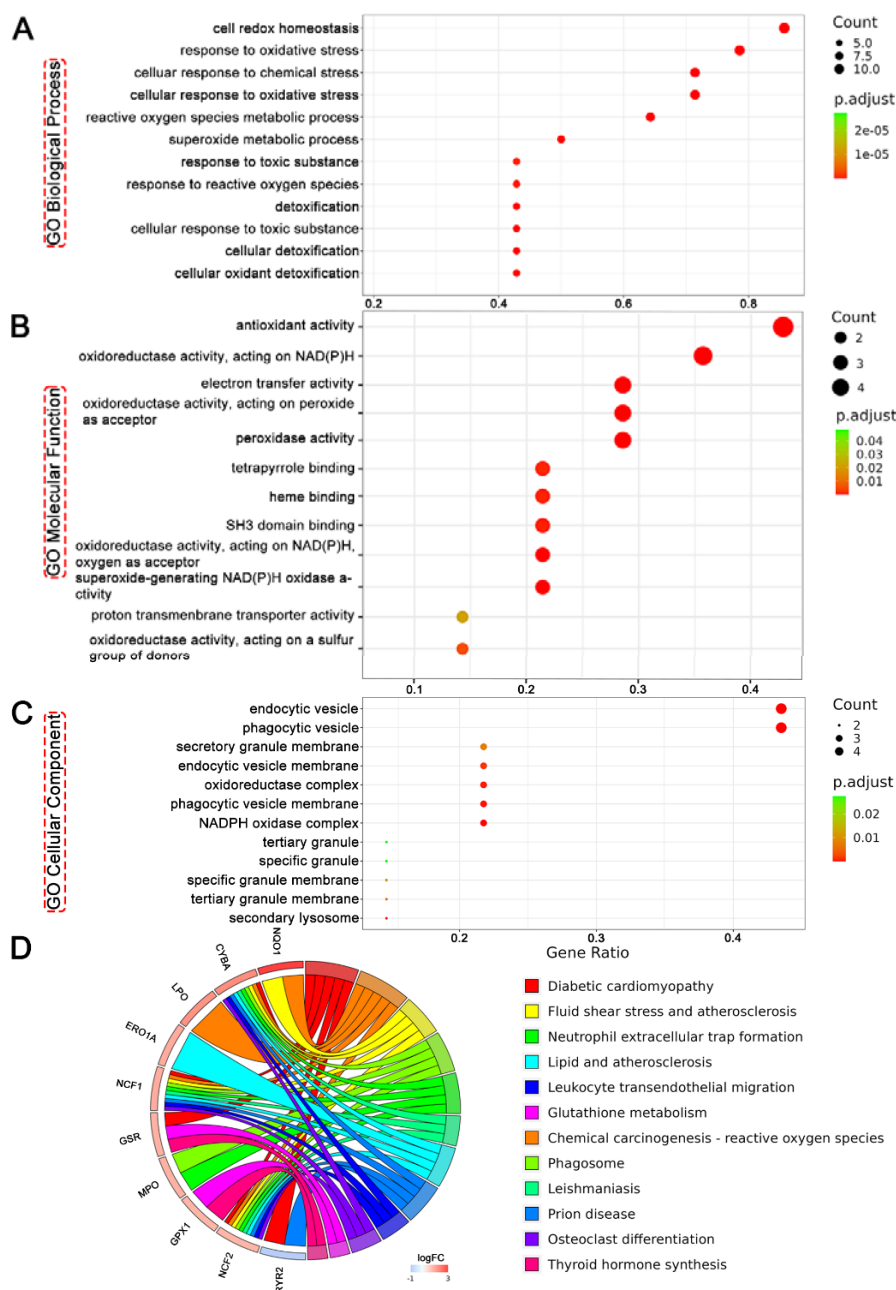 A
GO Biological Process
cell redox homeostasis
response to oxidative stress
celluar response to chemical stress
cellular response to oxidative stress
reactive oxygen species metabolic process
superoxide metabolic process
response to toxic substance
response to reactive oxygen species
detoxification
cellular response to toxic substance
cellular detoxification
cellular oxidant detoxification
0.2 0.4 0.6 0.8
Count
5.0
7.5
10.0
p.adjust
2e-05
1e-05
B
GO Molecular Function
antioxidant activity
oxidoreductase activity, acting on NAD(P)H
electron transfer activity
oxidoreductase activity, acting on peroxide
as acceptor
peroxidase activity
tetrapyrrole binding
heme binding
SH3 domain binding
oxidoreductase activity, acting on NAD(P)H,
oxygen as acceptor
superoxide-generating NAD(P)H oxidase a-
ctivity
proton transmenbrane transporter activity
oxidoreductase activity, acting on a sulfur
group of donors
0.1 0.2 0.3 0.4
Count
2
3
4
p.adjust
0.04
0.03
0.02
0.01
C
GO Cellular Component
endocytic vesicle
phagocytic vesicle
secretory granule membrane
endocytic vesicle membrane
oxidoreductase complex
phagocytic vesicle membrane
NADPH oxidase complex
tertiary granule
specific granule
specific granule membrane
tertiary granule membrane
secondary lysosome
0.2 0.3 0.4
Gene Ratio
Count
2
3
4
p.adjust
0.02
0.01
D
NQO1
CYBA
LPO
ERO1A
NCF1
GSR
MPO
GPX1
NCF2
RYR2
logFC
-1 3
Diabetic cardiomyopathy
Fluid shear stress and atherosclerosis
Neutrophil extracellular trap formation
Lipid and atherosclerosis
Leukocyte transendothelial migration
Glutathione metabolism
Chemical carcinogenesis - reactive oxygen species
Phagosome
Leishmaniasis
Prion disease
Osteoclast differentiation
Thyroid hormone synthesis